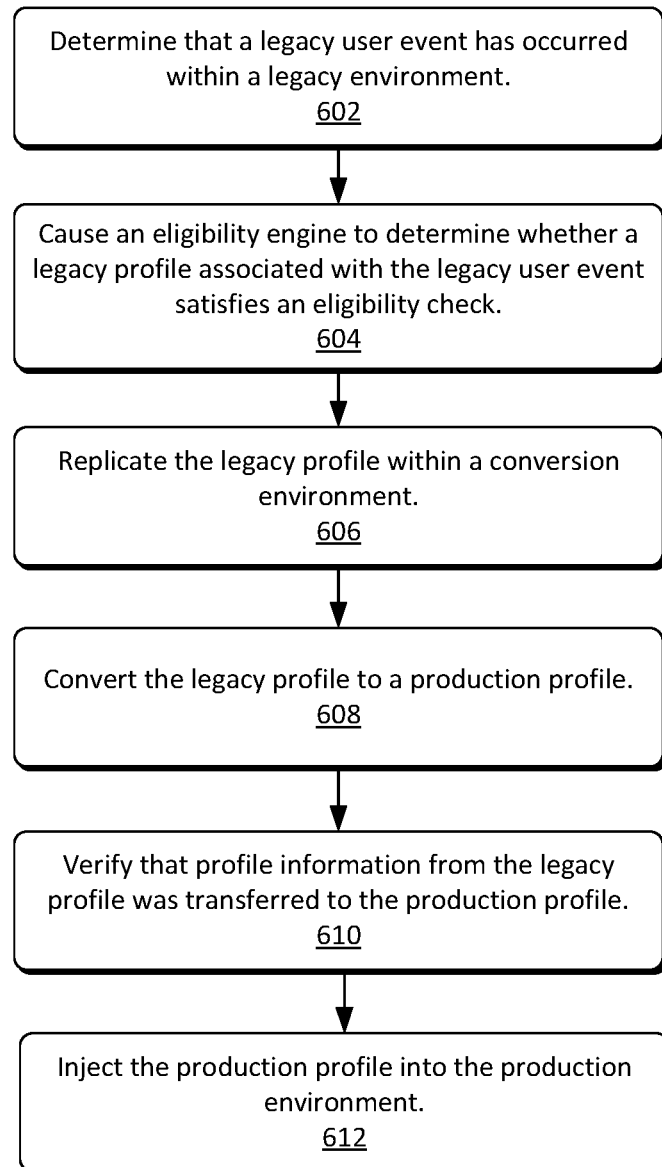 Determine that a legacy user event has occurred
within a legacy environment.
602
Cause an eligibility engine to determine whether a
legacy profile associated with the legacy user event
satisfies an eligibility check.
604
Replicate the legacy profile within a conversion
environment.
606
Convert the legacy profile to a production profile.
608
Verify that profile information from the legacy
profile was transferred to the production profile.
610
Inject the production profile into the production
environment.
612